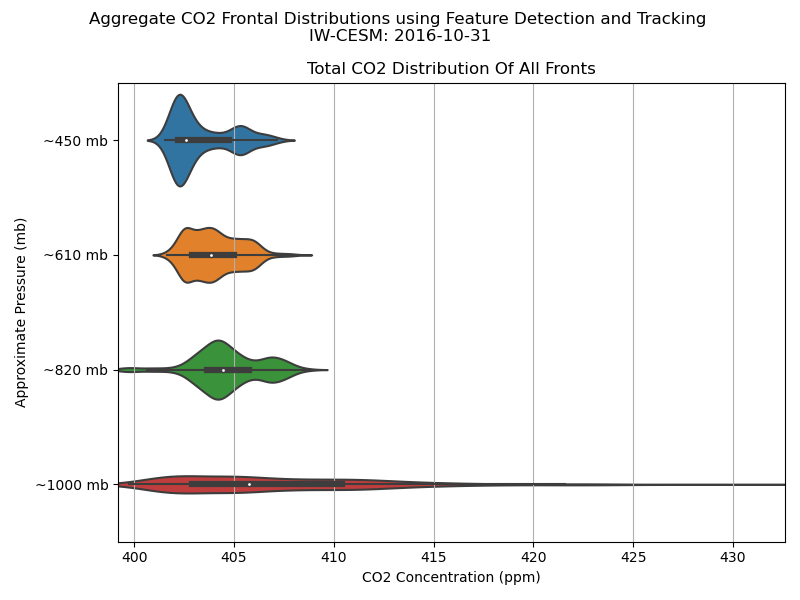 Aggregate CO2 Frontal Distributions using Feature Detection and Tracking
IW-CESM: 2016-10-31
Total CO2 Distribution Of All Fronts
~450 mb
~610 mb
~820 mb
~1000 mb
Approximate Pressure (mb)
400 405 410 415 420 425 430
CO2 Concentration (ppm)